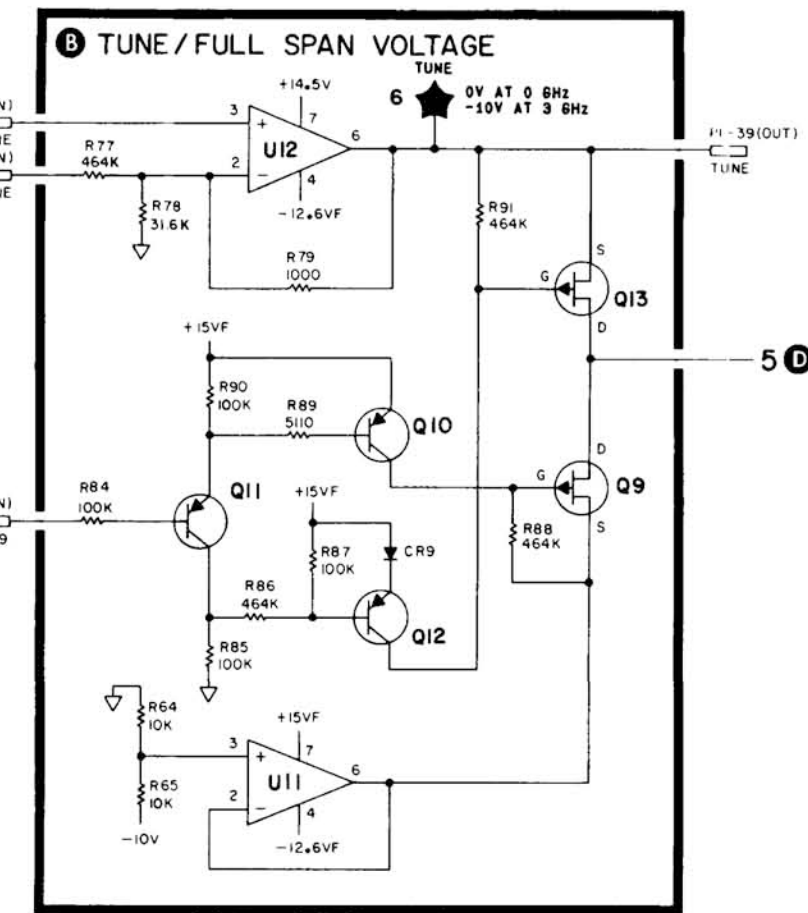 B TUNE/FULL SPAN VOLTAGE
TUNE
6
0V AT 0 GHz
-10V AT 3 GHz
+14.5V
N)
3
+
7
6
U12
P1-39(OUT)
TUNE
NE
N)
R77
464K
2
−
4
NE
R78
31.6K
-12.6VF
R91
464K
R79
1000
S
G
Q13
D
+15VF
5 D
R90
100K
R89
5110
Q10
D
G
Q9
S
R84
100K
N)
9
Q11
+15VF
R88
464K
R87
100K
CR9
R86
464K
Q12
R85
100K
R64
10K
+15VF
3
+
7
6
U11
R65
10K
2
−
4
-10V
-12.6VF